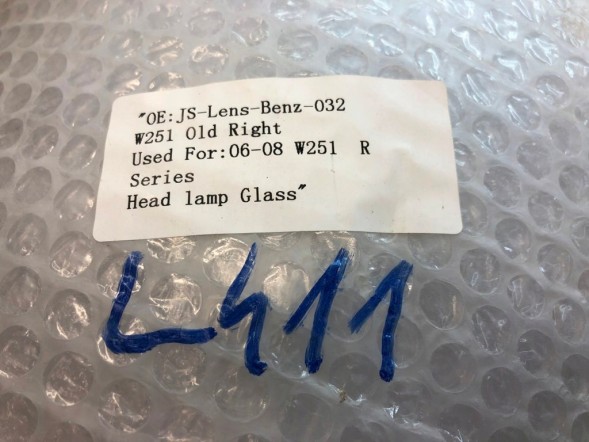 "OE:JS-Lens-Benz-032
W251 Old Right
Used For:06-08 W251 R
Series
Head lamp Glass"
L411